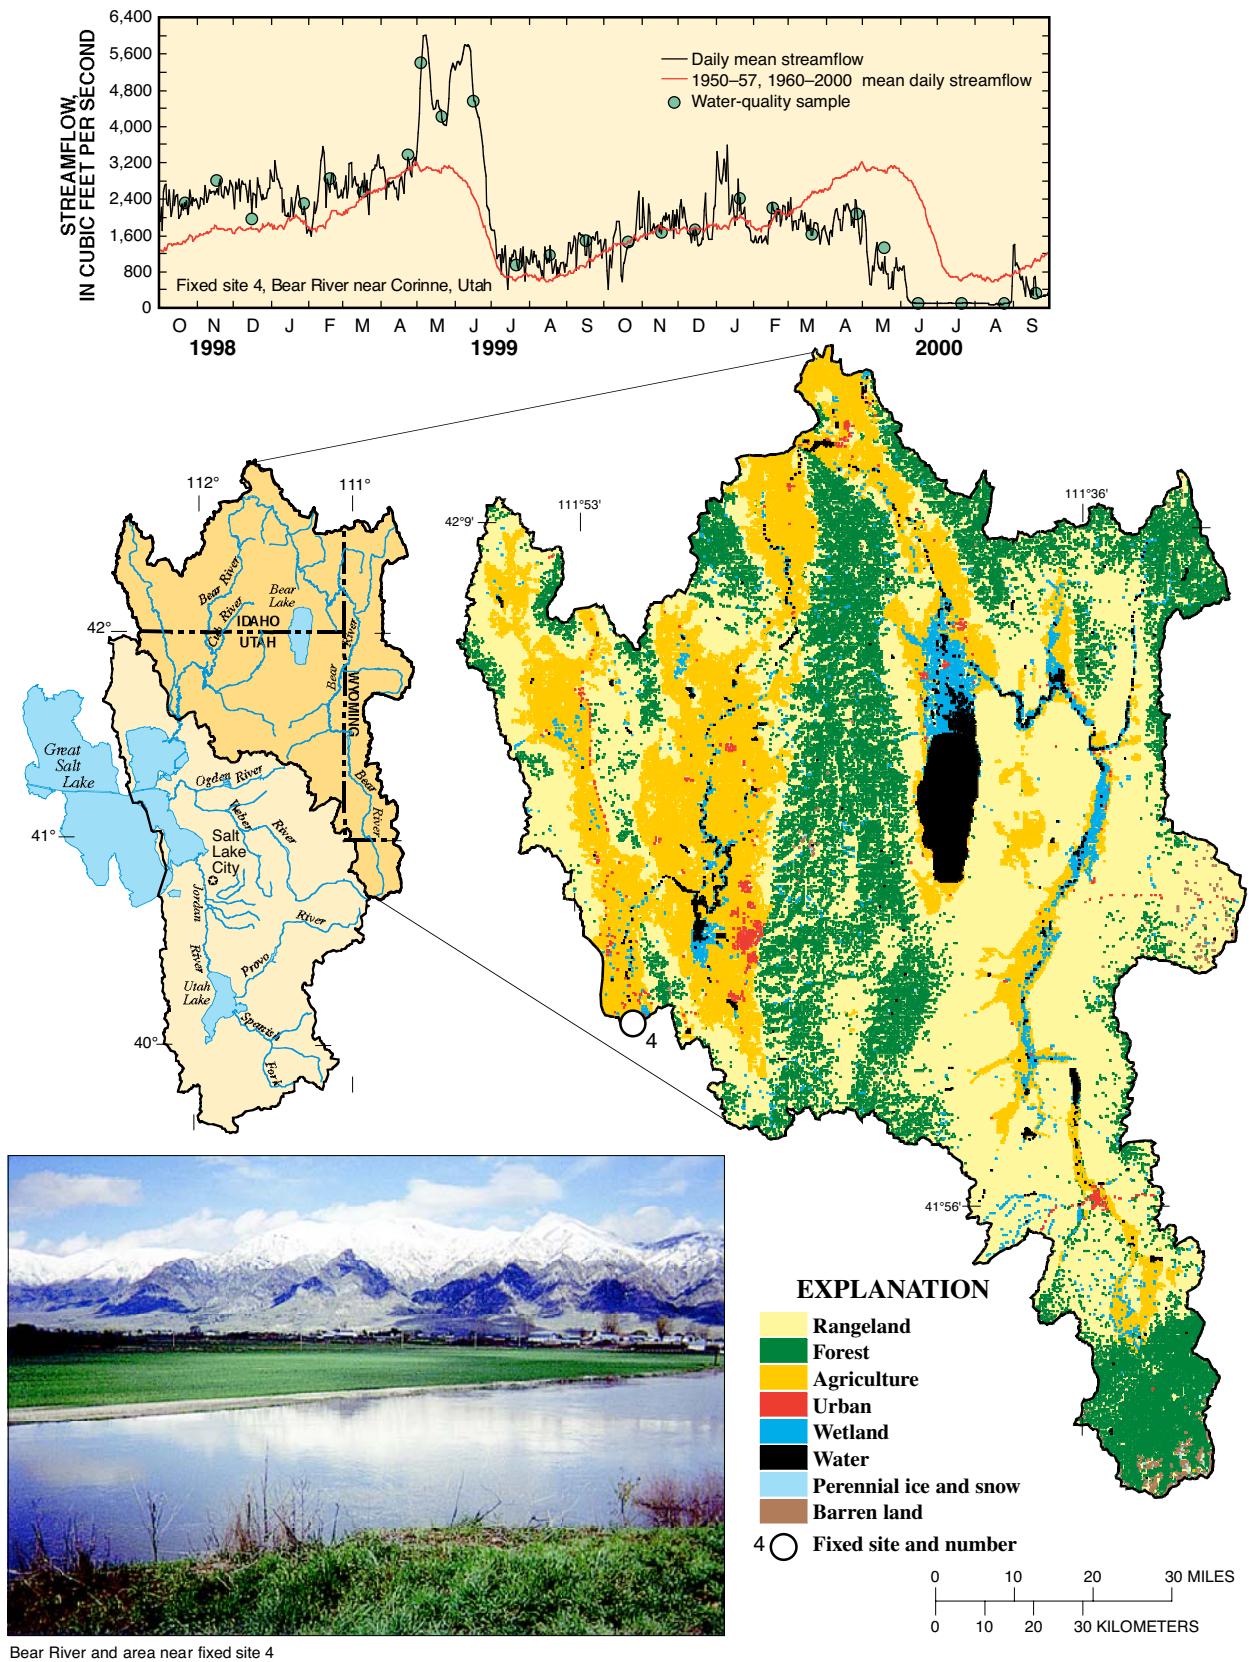 6,400
5,600
4,800
4,000
3,200
2,400
1,600
800
0
STREAMFLOW,
IN CUBIC FEET PER SECOND
Daily mean streamflow
1950–57, 1960–2000 mean daily streamflow
Water-quality sample
Fixed site 4, Bear River near Corinne, Utah
O N D J F M A M J J A S O N D J F M A M J J A S
1998 1999 2000
112° 111°
42°
41°
40°
Bear River
Cub River
Bear
Lake
IDAHO
UTAH
River
Bear
WYOMING
Great
Salt
Lake
Ogden River
Bear
River
Weber
River
Salt
Lake
City
Jordan
River
River
Provo
Utah
Lake
Spanish
Fork
42°9'
111°53'
111°36'
4
41°56'
EXPLANATION
Rangeland
Forest
Agriculture
Urban
Wetland
Water
Perennial ice and snow
Barren land
4 Fixed site and number
0 10 20 30 MILES
0 10 20 30 KILOMETERS
Bear River and area near fixed site 4